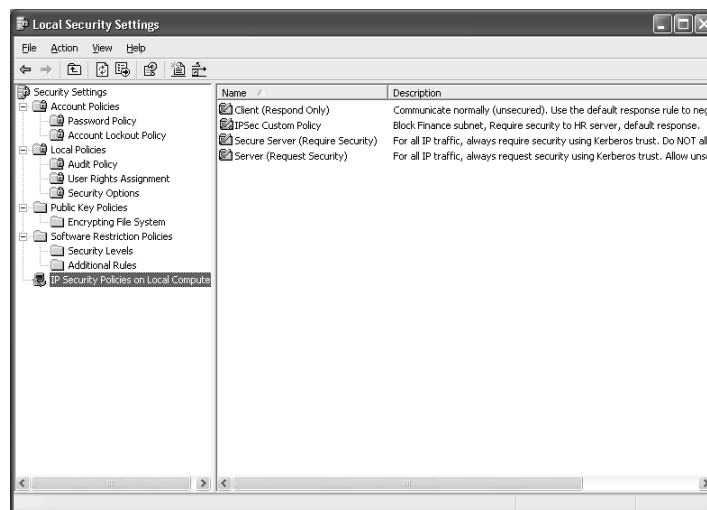 Local Security Settings
File Action View Help
Security Settings
Account Policies
Password Policy
Account Lockout Policy
Local Policies
Audit Policy
User Rights Assignment
Security Options
Public Key Policies
Encrypting File System
Software Restriction Policies
Security Levels
Additional Rules
IP Security Policies on Local Compute
Name Description
Client (Respond Only) Communicate normally (unsecured). Use the default response rule to neg
IPSec Custom Policy Block Finance subnet, Require security to HR server, default response.
Secure Server (Require Security) For all IP traffic, always require security using Kerberos trust. Do NOT all
Server (Request Security) For all IP traffic, always request security using Kerberos trust. Allow uns